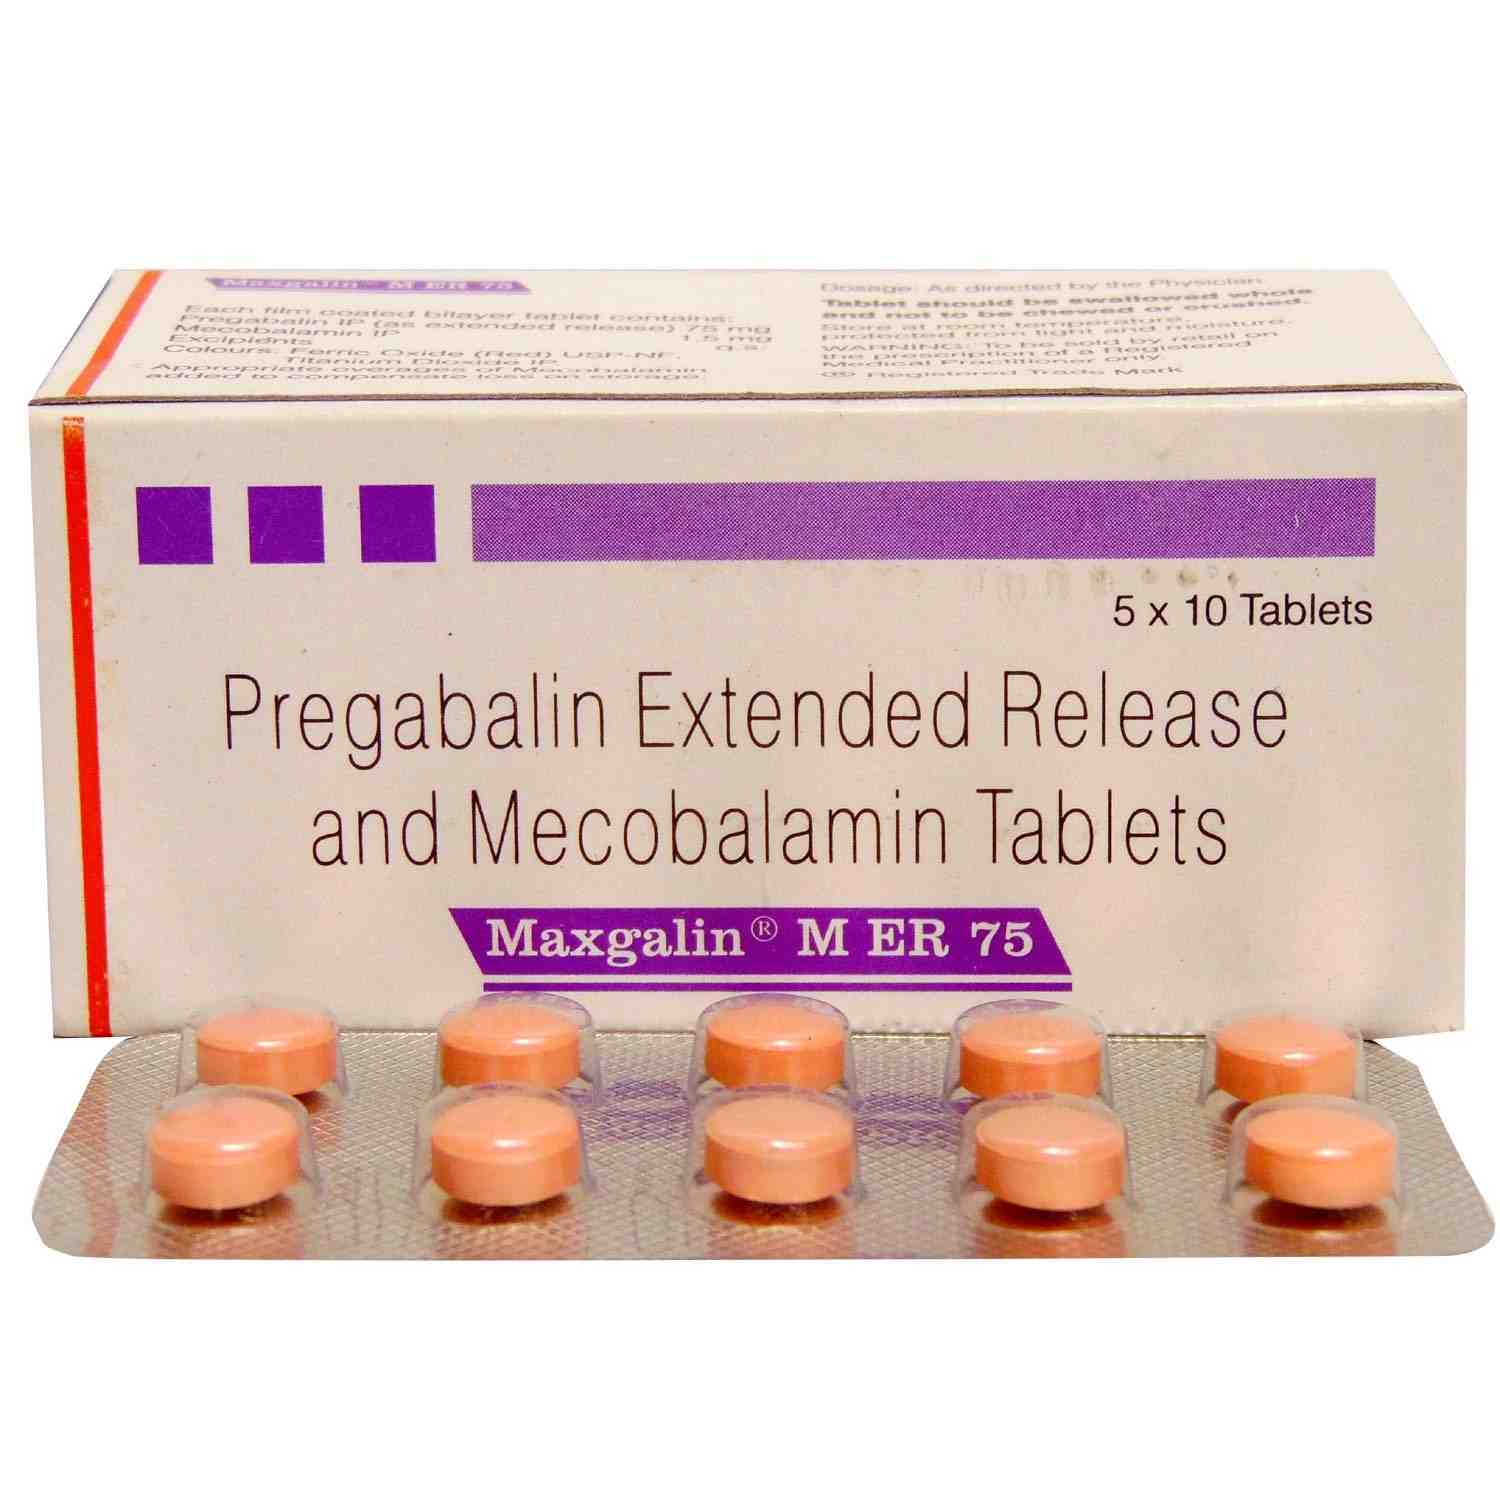 Maxgalin™ M ER 75
Each film coated bilayer tablet contains:
Pregabalin IP (as extended release) 75 mg
Mecobalamin IP 1.5 mg
Excipients q.s.
Colours: Ferric Oxide (Red) USP-NF,
Titanium Dioxide IP
Appropriate overages of Mecobalamin
added to compensate loss on storage.
Dosage: As directed by the Physician
Tablet should be swallowed whole
and not to be chewed or crushed.
Store at room temperature,
protected from light and moisture.
WARNING: To be sold by retail on
the prescription of a Registered
Medical Practitioner only.
® Registered Trade Mark
5 x 10 Tablets
Pregabalin Extended Release
and Mecobalamin Tablets
Maxgalin® M ER 75